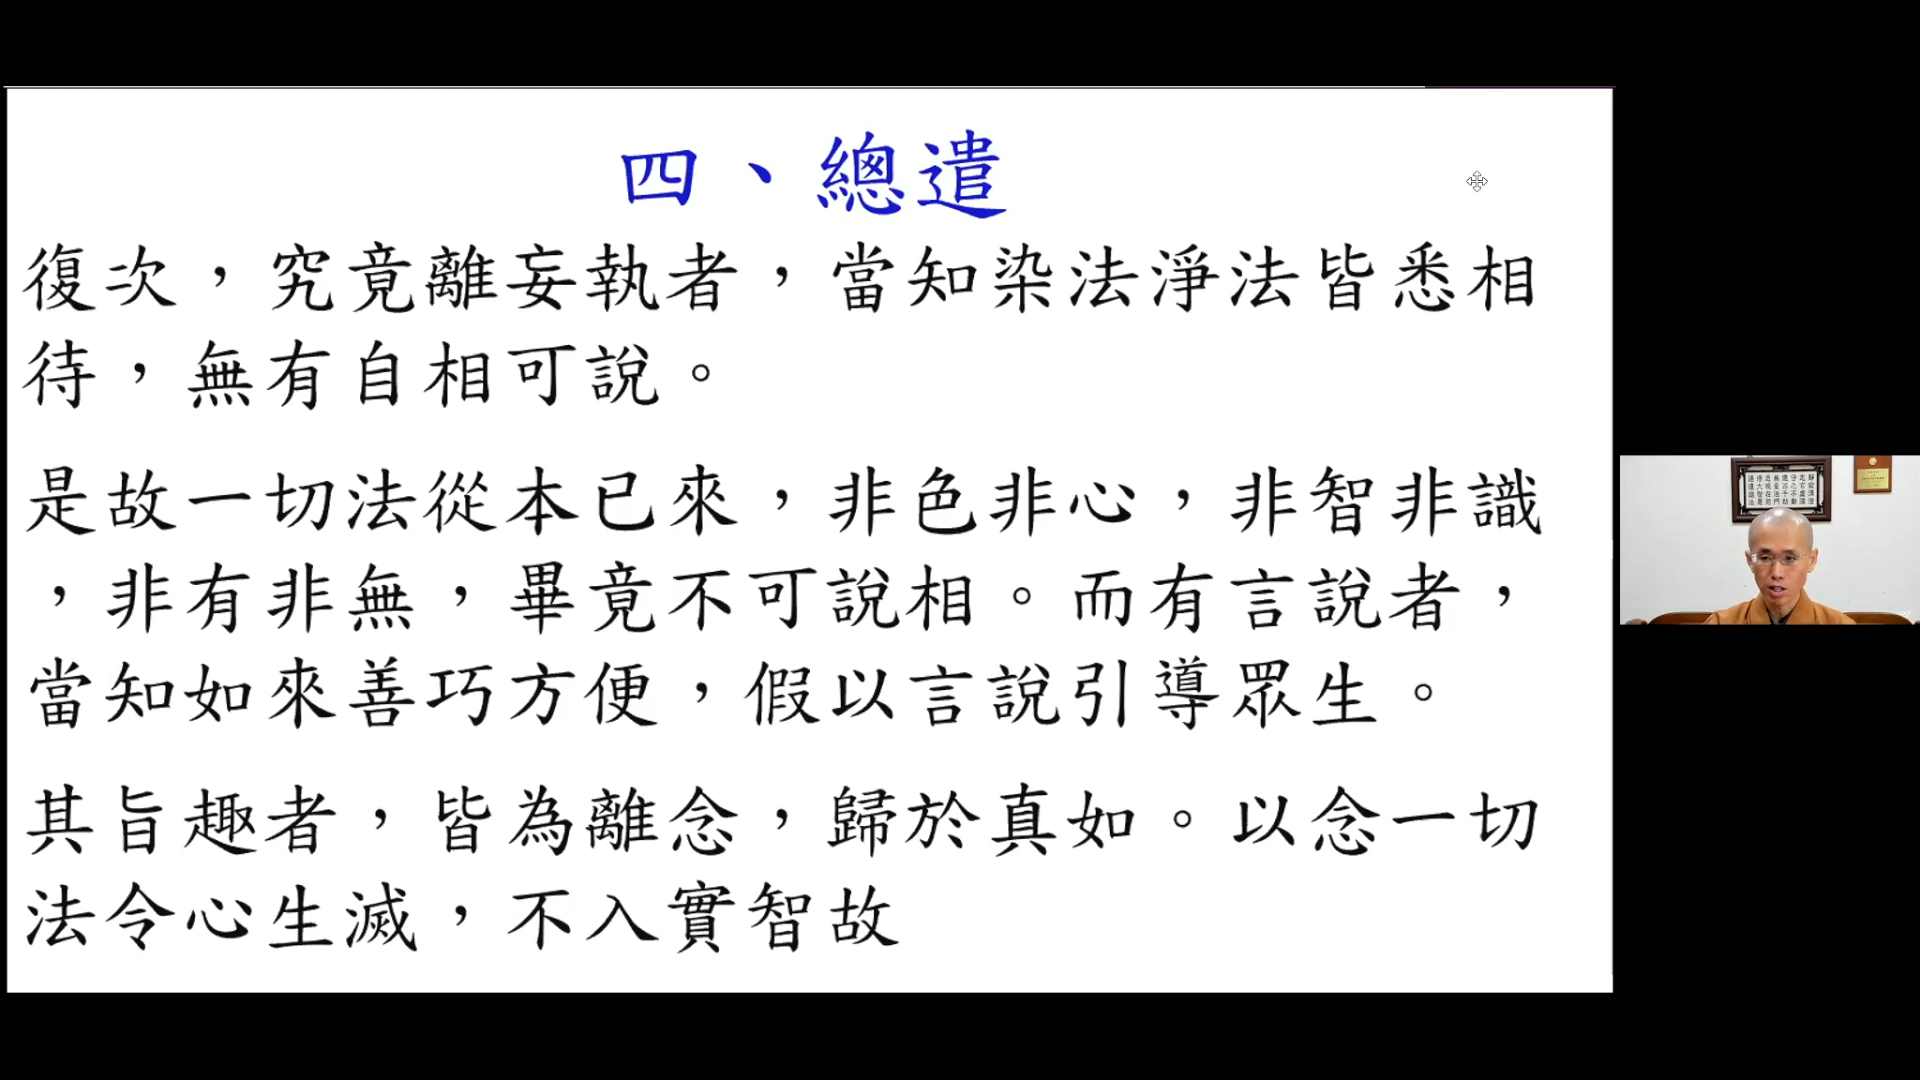 四、總遣
復次，究竟離妄執者，當知染法淨法皆悉相
待，無有自相可說。
是故一切法從本已來，非色非心，非智非識
，非有非無，畢竟不可說相。而有言說者，
當知如來善巧方便，假以言說引導眾生。
其旨趣者，皆為離念，歸於真如。以念一切
法令心生滅，不入實智故